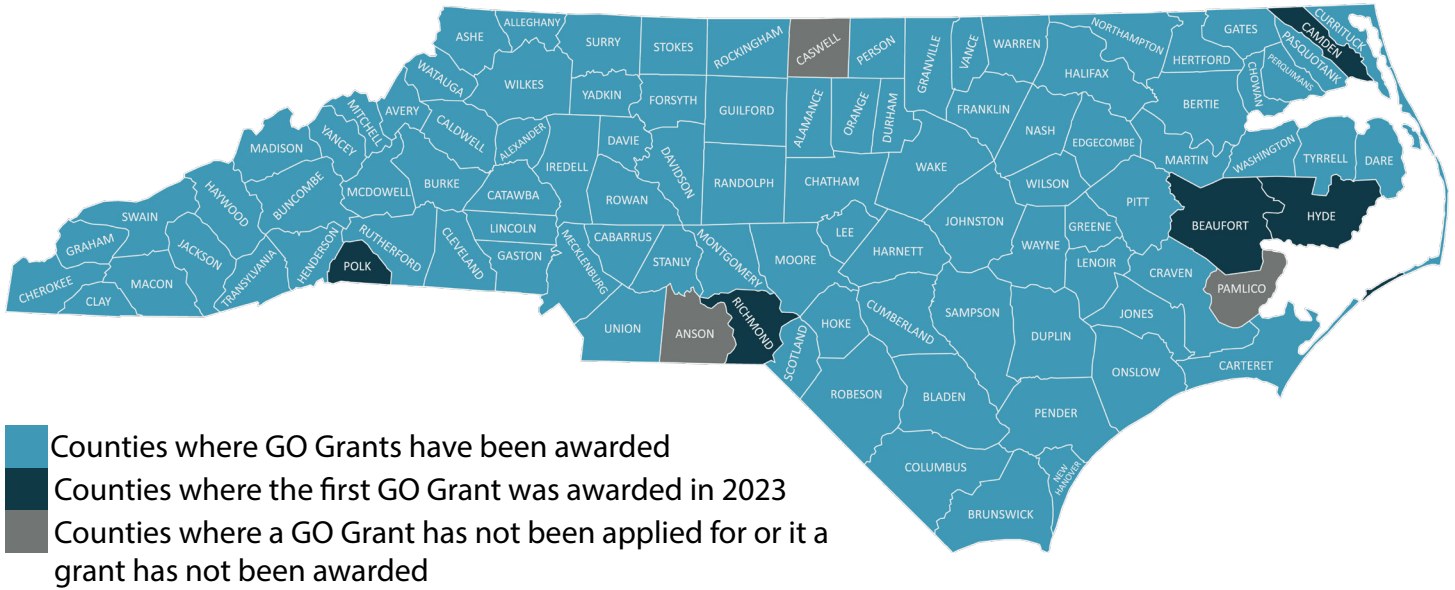 ALLEGHANY
ASHE
SURRY
STOKES
ROCKINGHAM
CASWELL
PERSON
GRANVILLE
VANCE
WARREN
NORTHAMPTON
GATES
CURRITUCK
CAMDEN
PASQUOTANK
PERQUIMANS
CHOWAN
HERTFORD
HALIFAX
WATAUGA
WILKES
YADKIN
FORSYTH
GUILFORD
ALAMANCE
ORANGE
DURHAM
FRANKLIN
BERTIE
MITCHELL
AVERY
CALDWELL
ALEXANDER
DAVIE
NASH
EDGECOMBE
MADISON
YANCEY
IREDELL
DAVIDSON
WAKE
MARTIN
WASHINGTON
TYRRELL
DARE
HAYWOOD
BUNCOMBE
MCDOWELL
BURKE
CATAWBA
ROWAN
RANDOLPH
CHATHAM
WILSON
PITT
SWAIN
GRAHAM
JACKSON
RUTHERFORD
CLEVELAND
LINCOLN
GASTON
MECKLENBURG
CABARRUS
STANLY
MONTGOMERY
MOORE
LEE
HARNETT
JOHNSTON
WAYNE
GREENE
LENOIR
CRAVEN
BEAUFORT
HYDE
CHEROKEE
CLAY
MACON
TRANSYLVANIA
HENDERSON
POLK
UNION
ANSON
RICHMOND
SCOTLAND
HOKE
CUMBERLAND
SAMPSON
DUPLIN
JONES
PAMLICO
ONSLOW
CARTERET
ROBESON
BLADEN
PENDER
COLUMBUS
NEW
HANOVER
BRUNSWICK
Counties where GO Grants have been awarded
Counties where the first GO Grant was awarded in 2023
Counties where a GO Grant has not been applied for or it a
grant has not been awarded